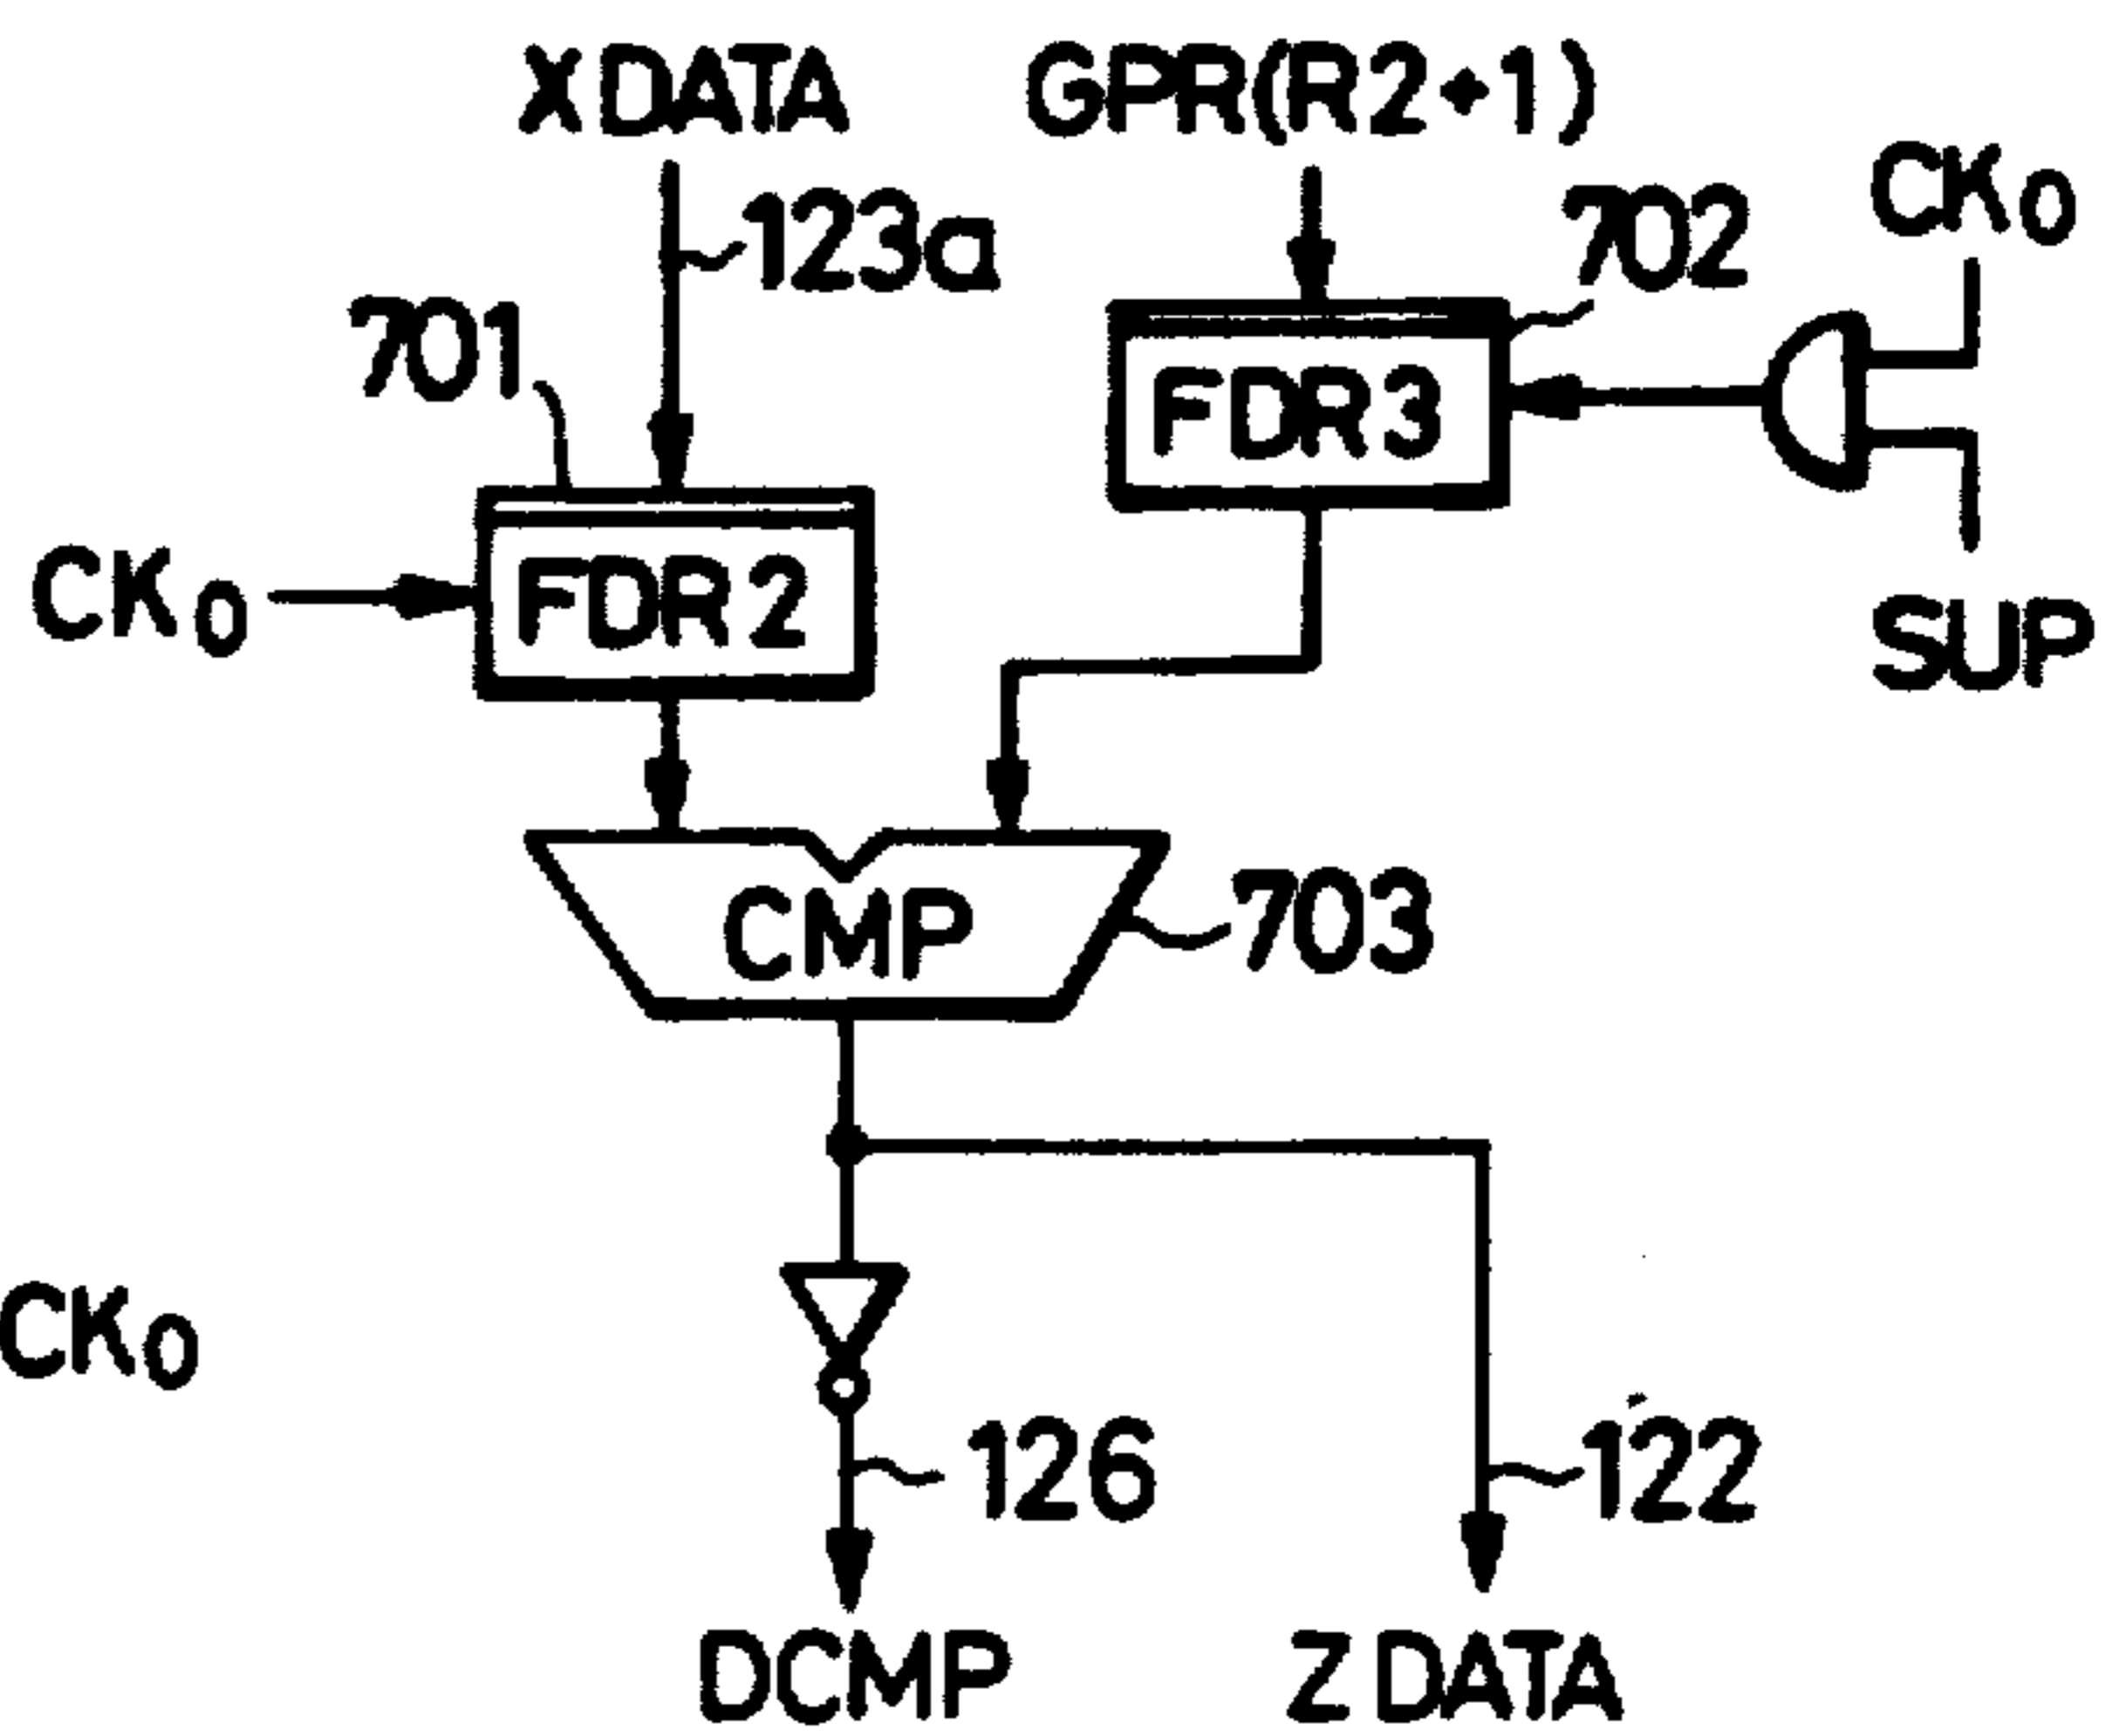 XDATA
GPR(R2+1)
CK0
123a
702
701
FDR3
FDR2
CK0
SUP
CMP
703
CK0
126
122
DCMP
ZDATA